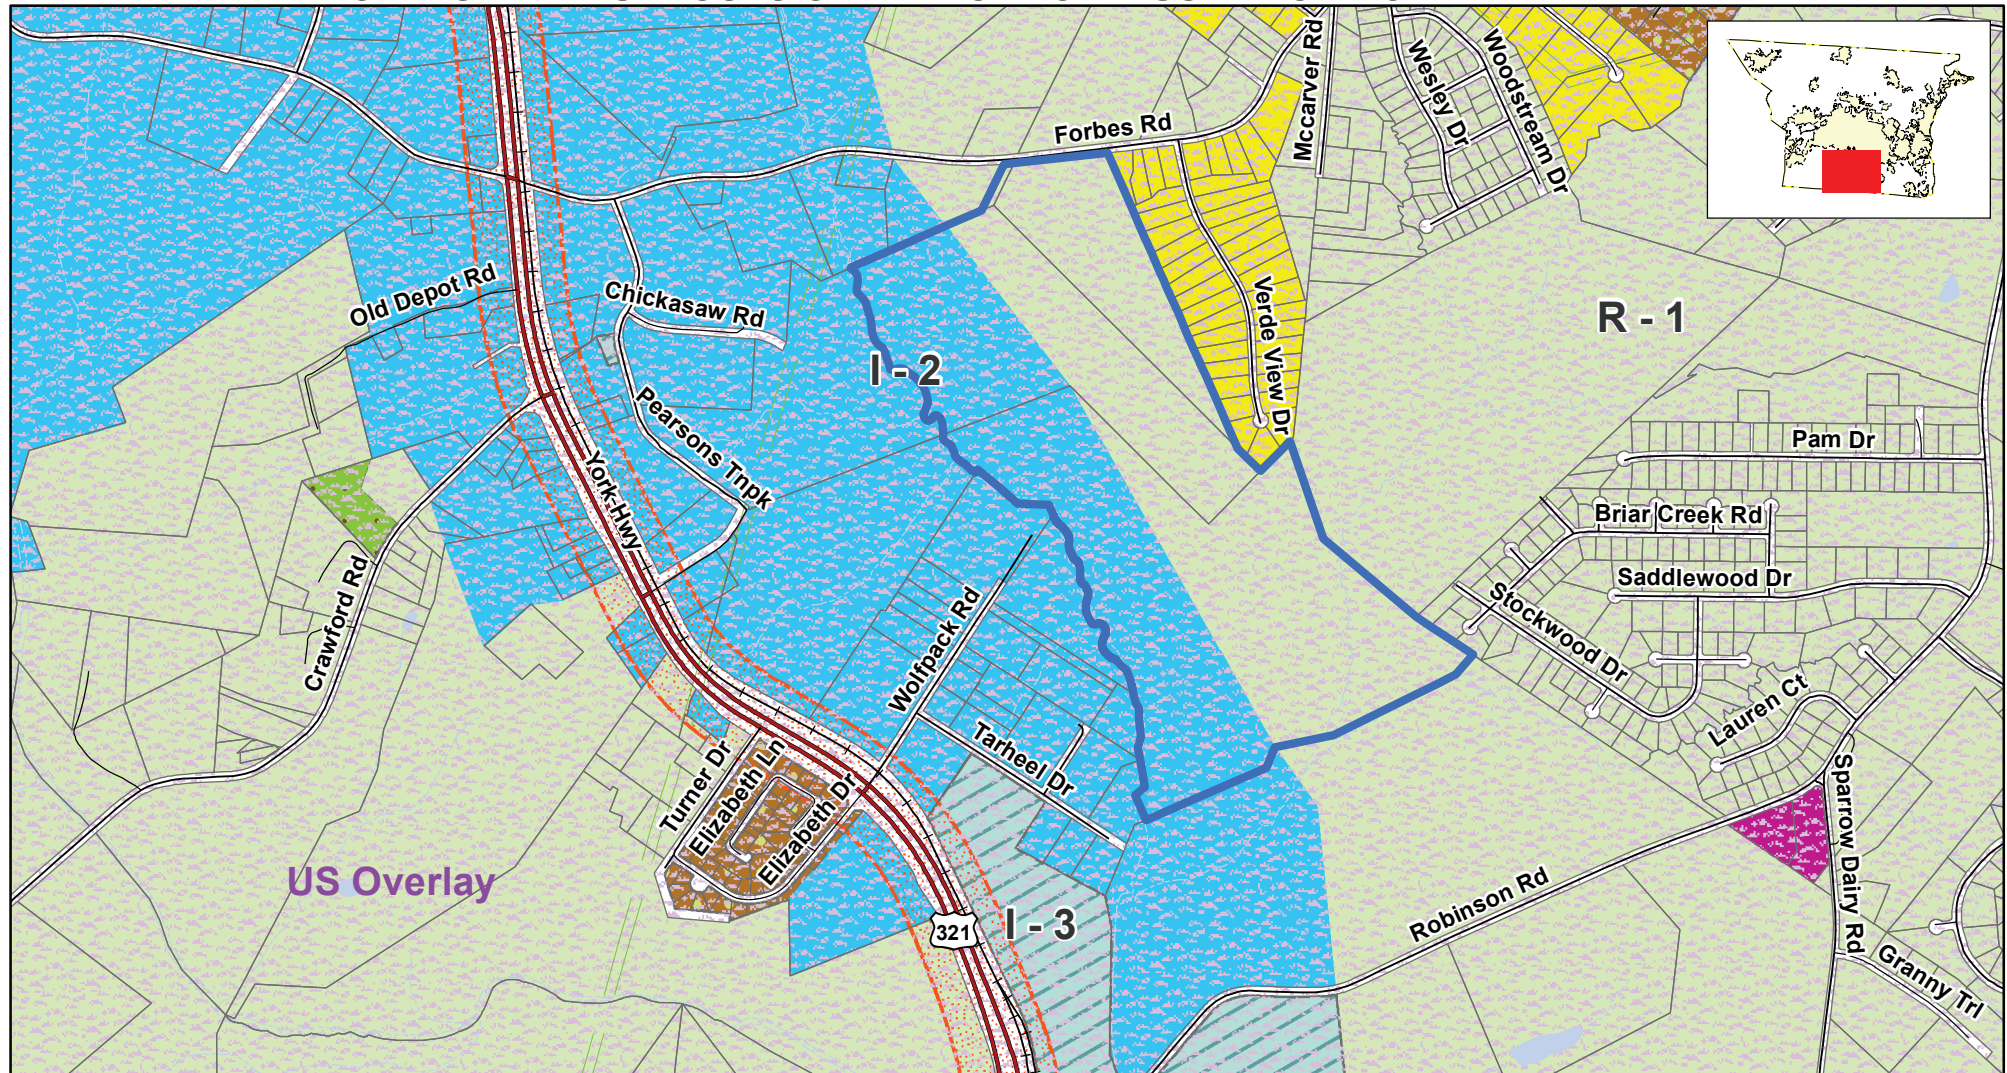 Forbes Rd
Mccarver Rd
Wesley Dr
Woodstream Dr
Old Depot Rd
Chickasaw Rd
Verde View Dr
R - 1
I - 2
Pearsons Tnpk
York Hwy
Pam Dr
Briar Creek Rd
Saddlewood Dr
Stockwood Dr
Crawford Rd
Wolfpack Rd
Lauren Ct
Tarheel Dr
Turner Dr
Elizabeth Ln
Elizabeth Dr
Sparrow Dairy Rd
US Overlay
321
I - 3
Robinson Rd
Granny Trl